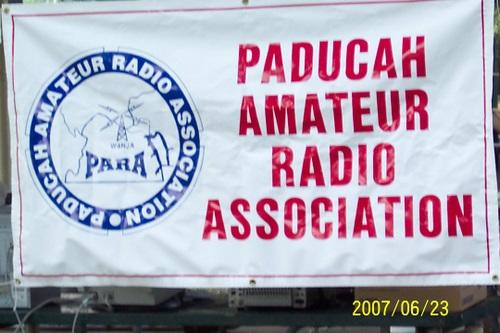 PADUCAH
AMATEUR
RADIO
ASSOCIATION
PADUCAH AMATEUR RADIO ASSOCIATION
W4NJA
PARA
2007/06/23